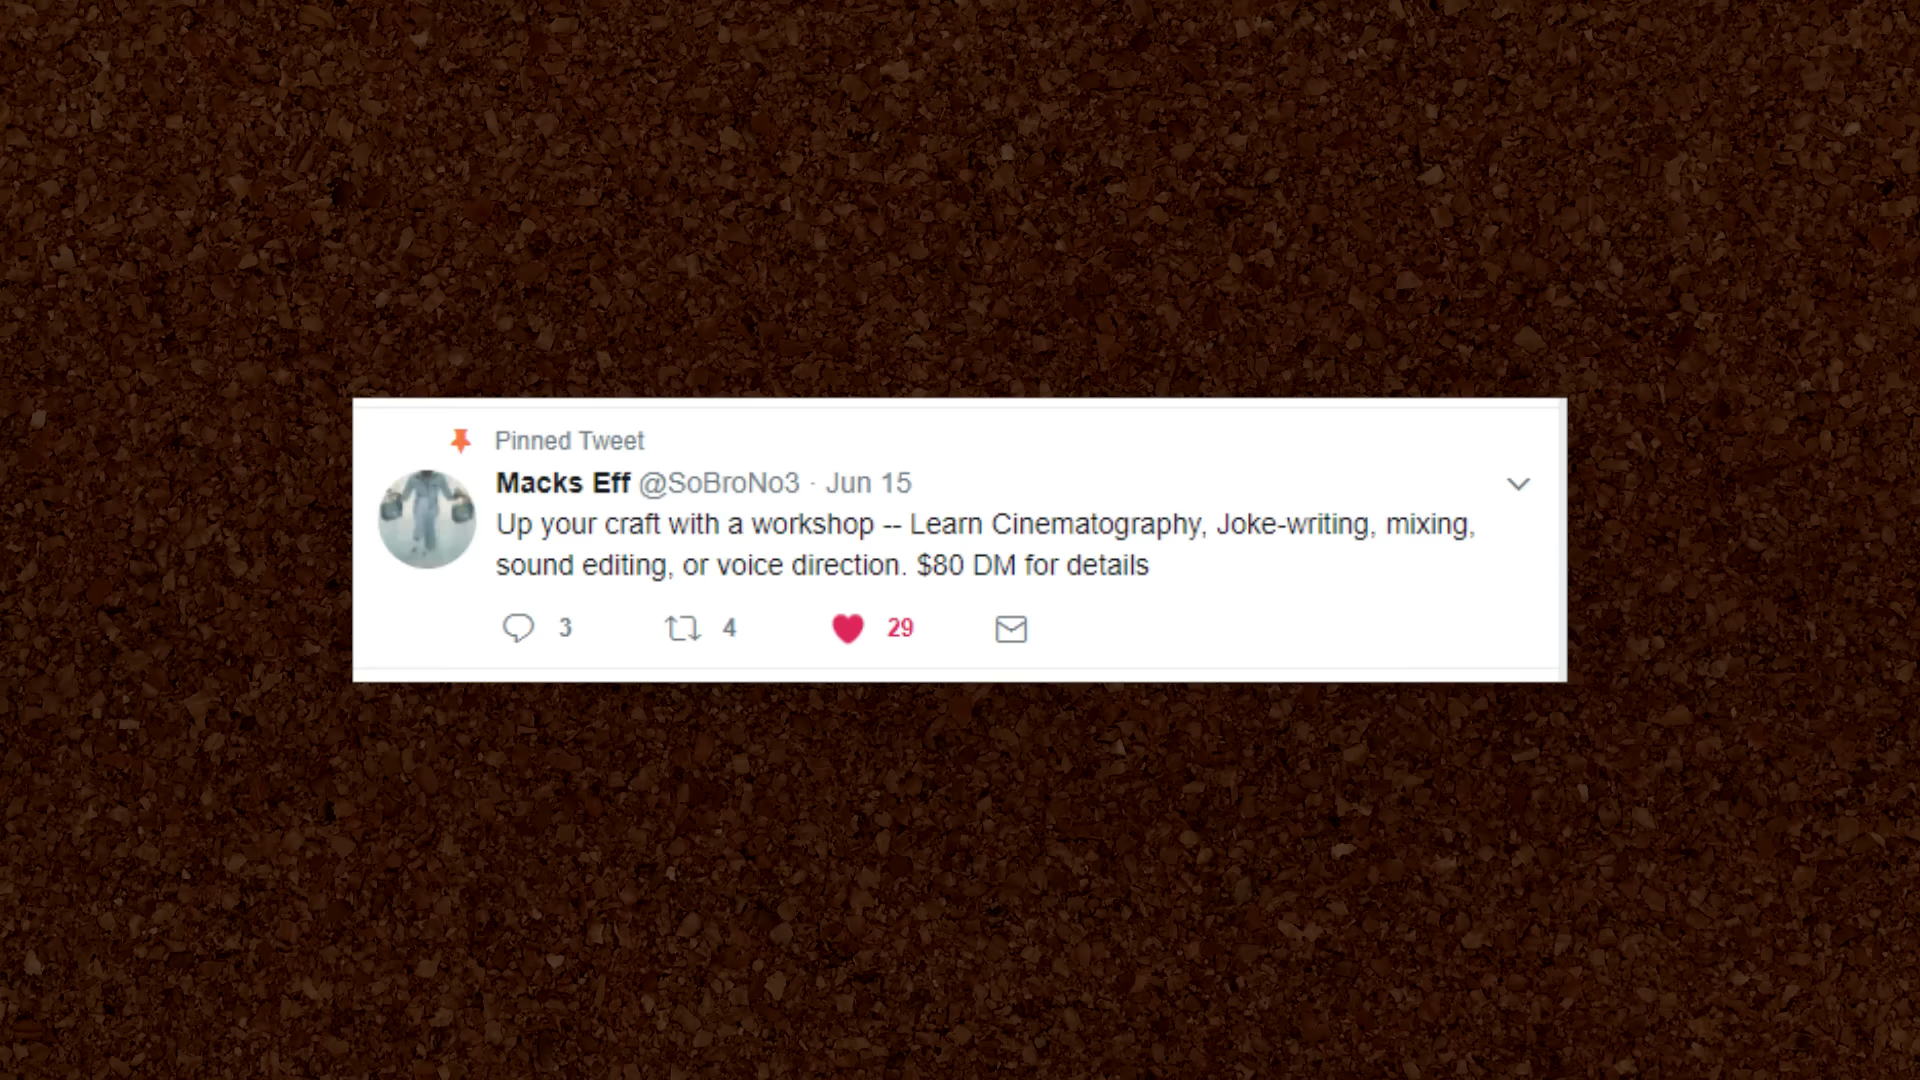 Pinned Tweet
Macks Eff @SoBroNo3 · Jun 15
Up your craft with a workshop -- Learn Cinematography, Joke-writing, mixing,
sound editing, or voice direction. $80 DM for details
3 4 29